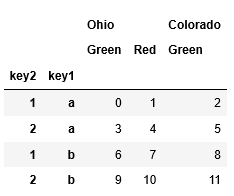 Ohio Colorado
Green Red Green
key2 key1
1 a 0 1 2
2 a 3 4 5
1 b 6 7 8
2 b 9 10 11